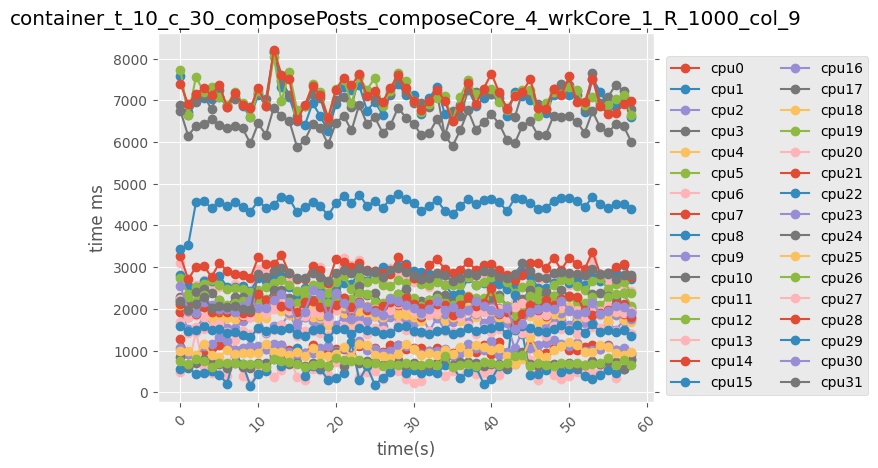 container_t_10_c_30_composePosts_composeCore_4_wrkCore_1_R_1000_col_9
8000
7000
6000
5000
4000
3000
2000
1000
0
time ms
0
10
20
30
40
50
60
time(s)
cpu0
cpu1
cpu2
cpu3
cpu4
cpu5
cpu6
cpu7
cpu8
cpu9
cpu10
cpu11
cpu12
cpu13
cpu14
cpu15
cpu16
cpu17
cpu18
cpu19
cpu20
cpu21
cpu22
cpu23
cpu24
cpu25
cpu26
cpu27
cpu28
cpu29
cpu30
cpu31